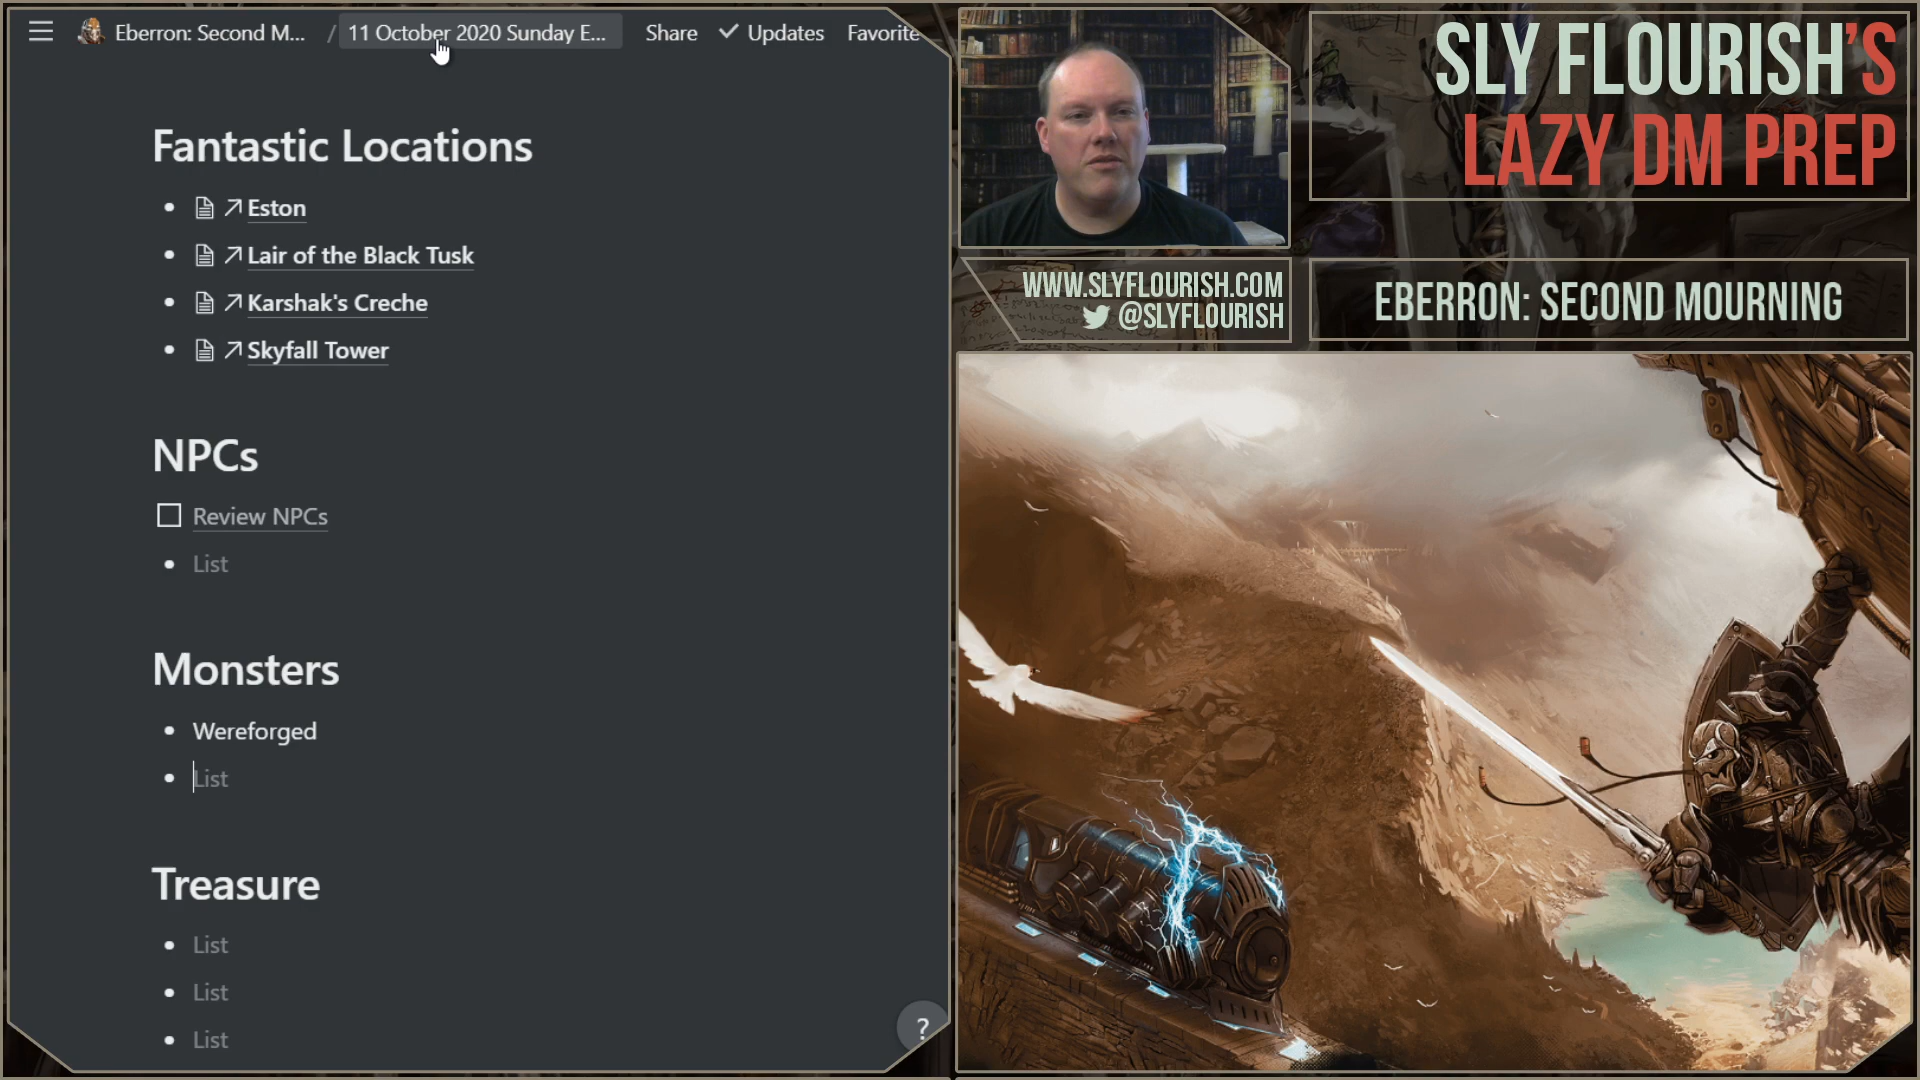 Eberron: Second M... / 11 October 2020 Sunday E... Share Updates Favorite
Fantastic Locations
Eston
Lair of the Black Tusk
Karshak's Creche
Skyfall Tower
NPCs
Review NPCs
List
Monsters
Wereforged
List
Treasure
List
List
List
?
SLY FLOURISH'S
LAZY DM PREP
WWW.SLYFLOURISH.COM
@SLYFLOURISH
EBERRON: SECOND MOURNING